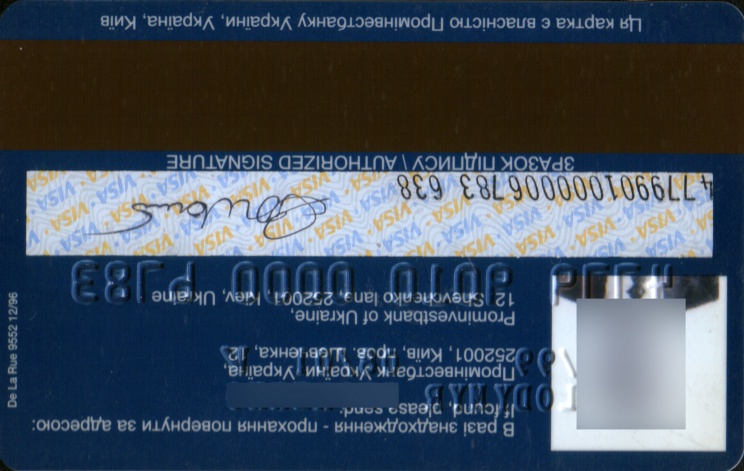 В разі знаходження - прохання повернути за адресою:
If found, please send:
Промінвестбанк України, Україна,
252001, Київ, пров. Шевченка, 12
Prominvestbank of Ukraine,
12, Shevchenko lane, 252001, Kiev, Ukraine
4779901000006783 638
VISA
ЗРАЗОК ПІДПИСУ \ AUTHORIZED SIGNATURE
Ця картка є власністю Промінвестбанку України, Україна, Київ
De La Rue 9552 12/96